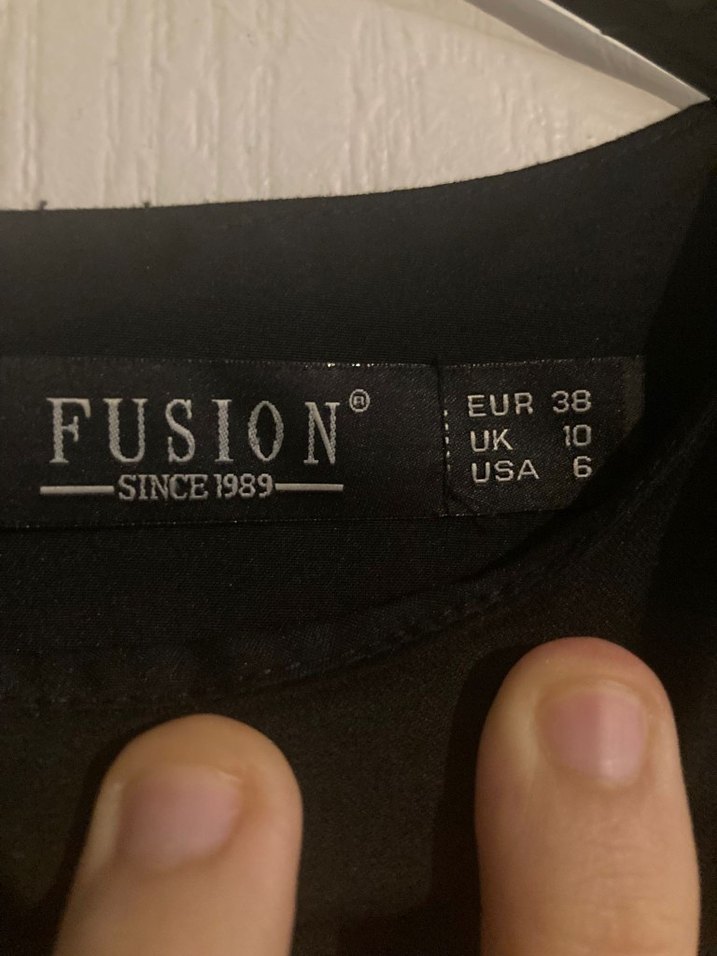 FUSION®
SINCE 1989
EUR 38
UK 10
USA 6